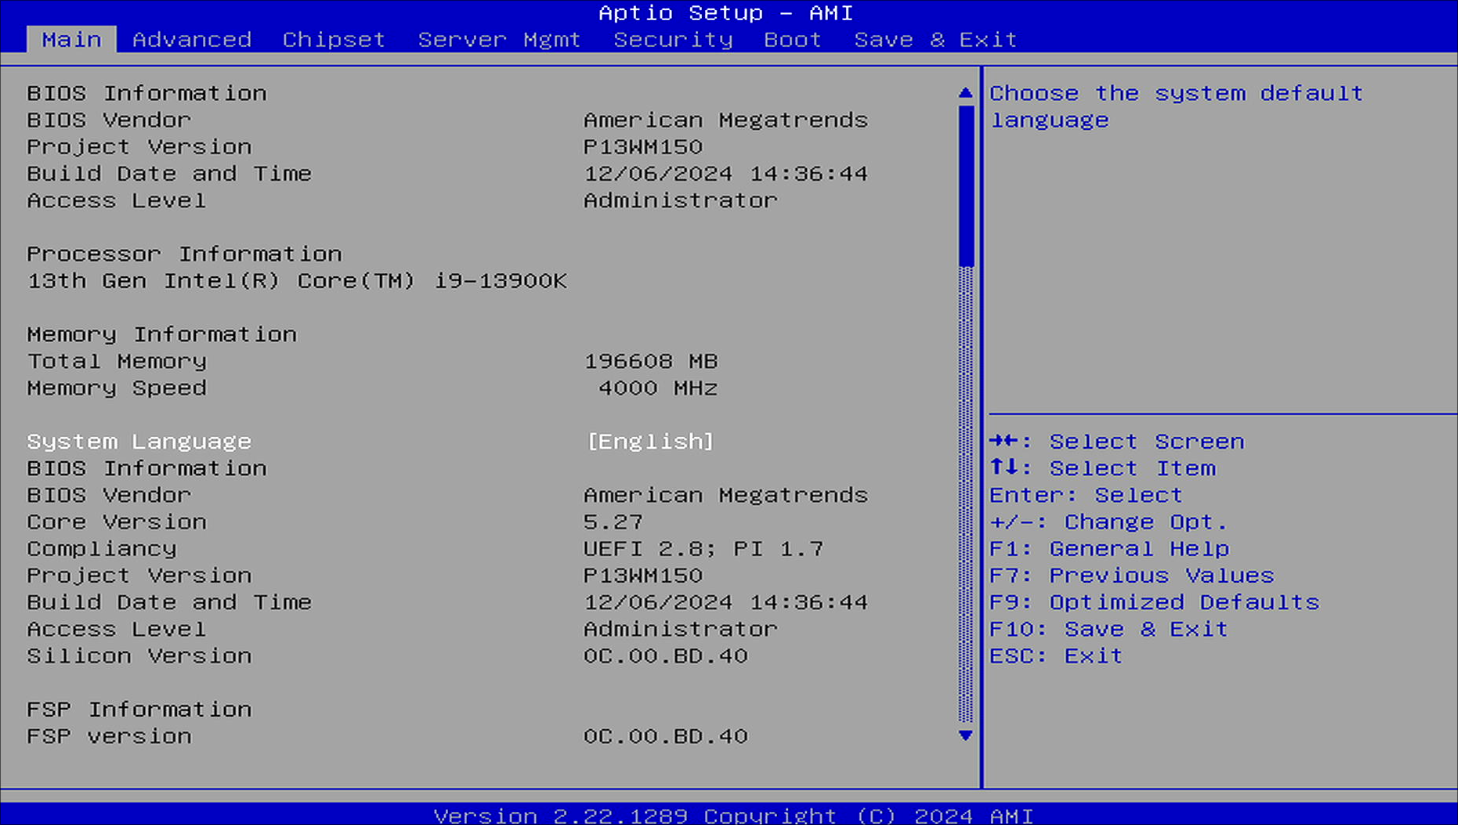 Aptio Setup – AMI
Main Advanced Chipset Server Mgmt Security Boot Save & Exit
BIOS Information
BIOS Vendor American Megatrends
Project Version P13WM150
Build Date and Time 12/06/2024 14:36:44
Access Level Administrator
Processor Information
13th Gen Intel(R) Core(TM) i9-13900K
Memory Information
Total Memory 196608 MB
Memory Speed 4000 MHz
System Language [English]
BIOS Information
BIOS Vendor American Megatrends
Core Version 5.27
Compliancy UEFI 2.8; PI 1.7
Project Version P13WM150
Build Date and Time 12/06/2024 14:36:44
Access Level Administrator
Silicon Version 0C.00.BD.40
FSP Information
FSP version 0C.00.BD.40
Choose the system default
language
→←: Select Screen
↑↓: Select Item
Enter: Select
+/-: Change Opt.
F1: General Help
F7: Previous Values
F9: Optimized Defaults
F10: Save & Exit
ESC: Exit
Version 2.22.1289 Copyright (C) 2024 AMI